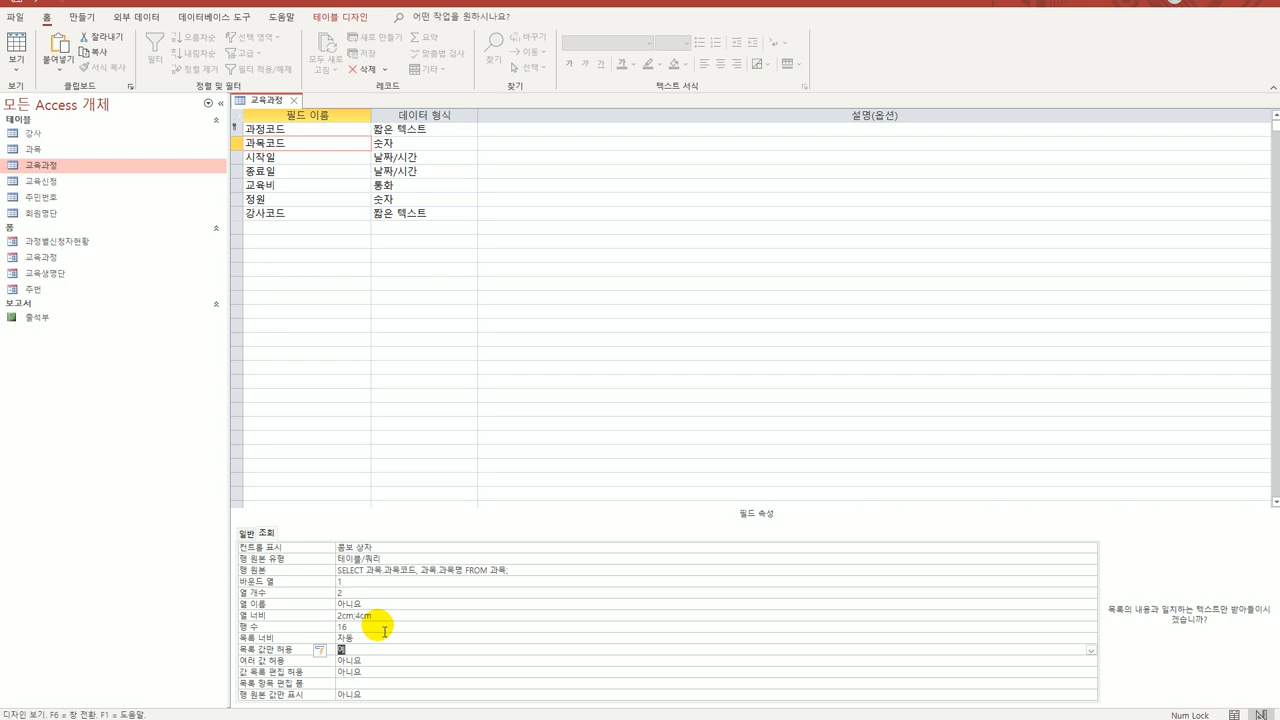 파일 홈 만들기 외부 데이터 데이터베이스 도구 도움말 테이블 디자인 어떤 작업을 원하시나요?
보기 붙여넣기 잘라내기 복사 서식 복사 필터 오름차순 내림차순 정렬 제거 선택 영역 고급 필터 적용/해제 모두 새로 고침 새로 만들기 저장 삭제 요약 맞춤법 검사 기타 찾기 바꾸기 이동 선택 가 가 가 가
보기 클립보드 정렬 및 필터 레코드 찾기 텍스트 서식
모든 Access 개체
테이블
강사
과목
교육과정
교육신청
주민번호
회원명단
폼
과정별신청자현황
교육과정
교육생명단
주번
보고서
출석부
교육과정
필드 이름 데이터 형식 설명(옵션)
과정코드 짧은 텍스트
과목코드 숫자
시작일 날짜/시간
종료일 날짜/시간
교육비 통화
정원 숫자
강사코드 짧은 텍스트
필드 속성
일반 조회
컨트롤 표시 콤보 상자
행 원본 유형 테이블/쿼리
행 원본 SELECT 과목.과목코드, 과목.과목명 FROM 과목;
바운드 열 1
열 개수 2
열 이름 아니요
열 너비 2cm;4cm
행 수 16
목록 너비 자동
목록 값만 허용 예
여러 값 허용 아니요
값 목록 편집 허용 아니요
목록 항목 편집 폼
행 원본 값만 표시 아니요
목록의 내용과 일치하는 텍스트만 받아들이시
겠습니까?
디자인 보기. F6 = 창 전환. F1 = 도움말. Num Lock